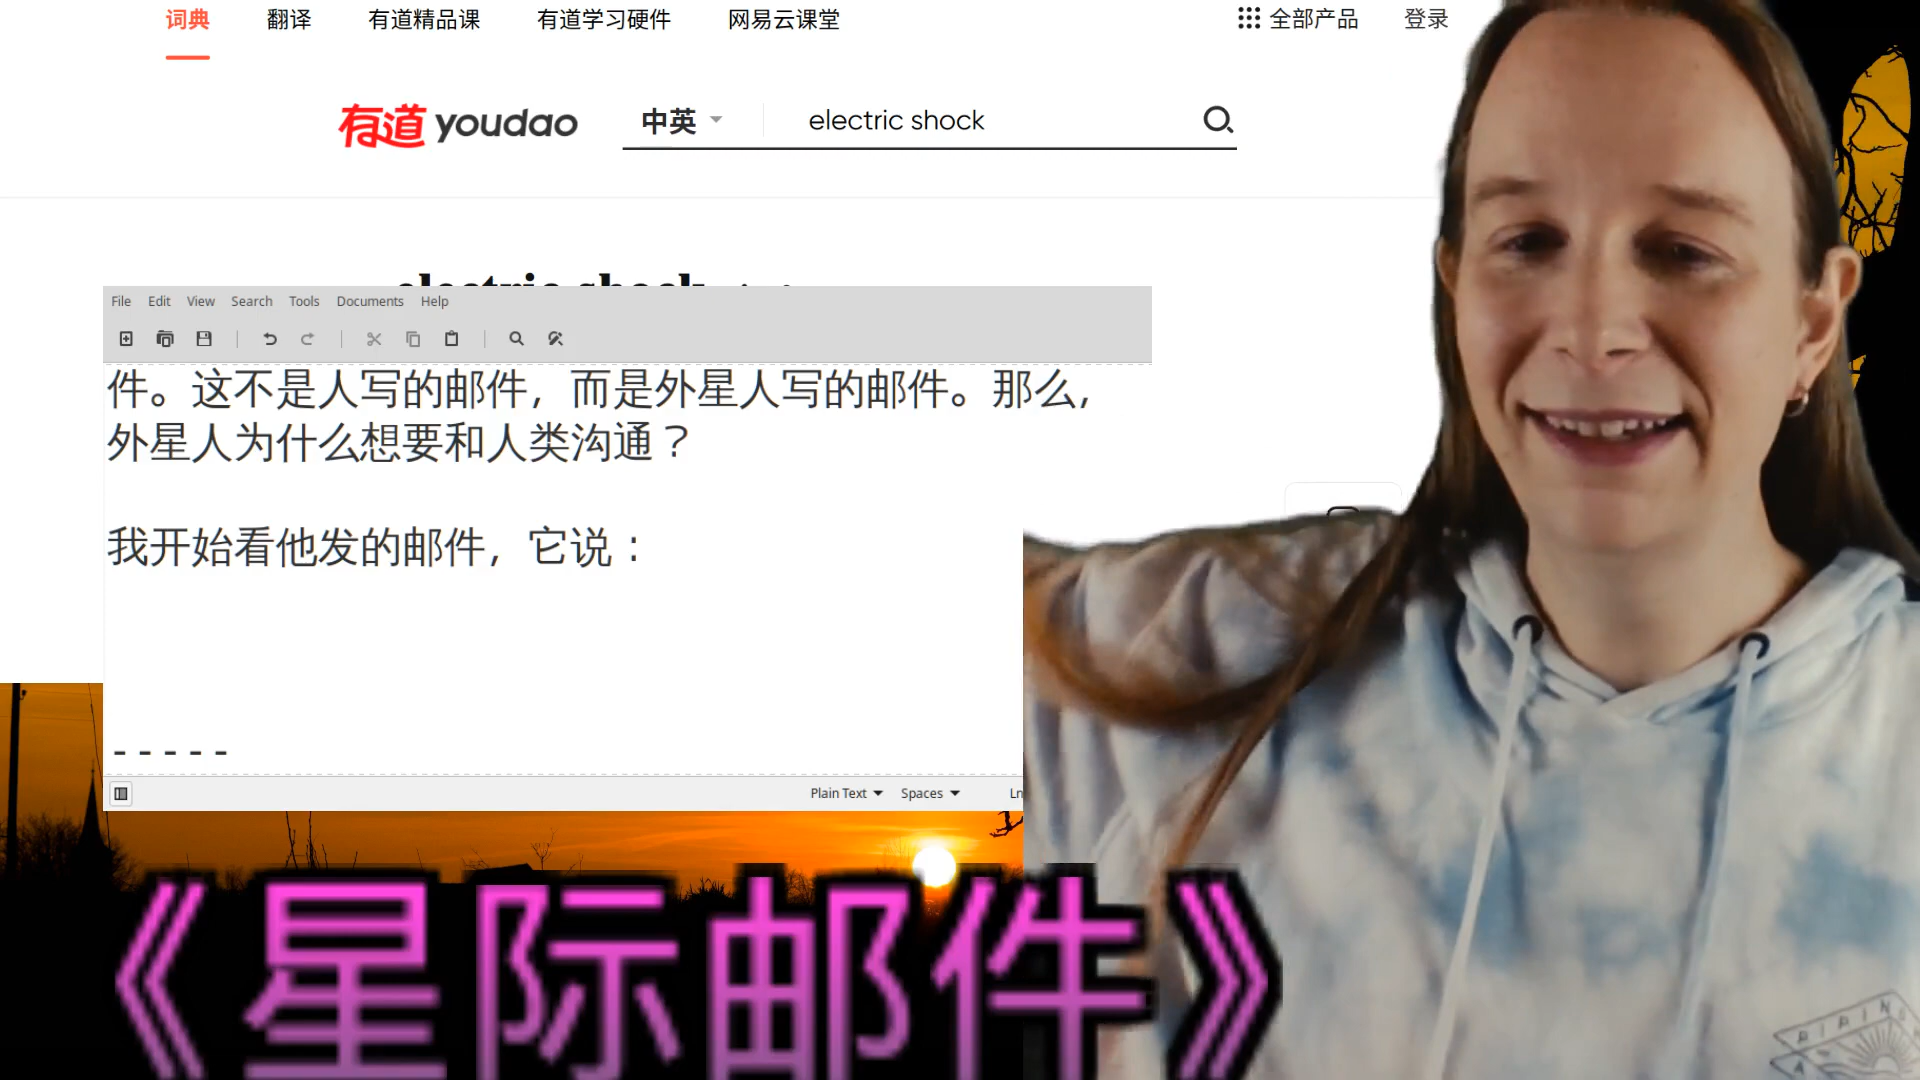 词典 翻译 有道精品课 有道学习硬件 网易云课堂 全部产品 登录
有道 youdao 中英 electric shock
electric shock
File Edit View Search Tools Documents Help
件。这不是人写的邮件，而是外星人写的邮件。那么，
外星人为什么想要和人类沟通？
我开始看他发的邮件，它说：
-----
Plain Text Spaces Ln
《星际邮件》